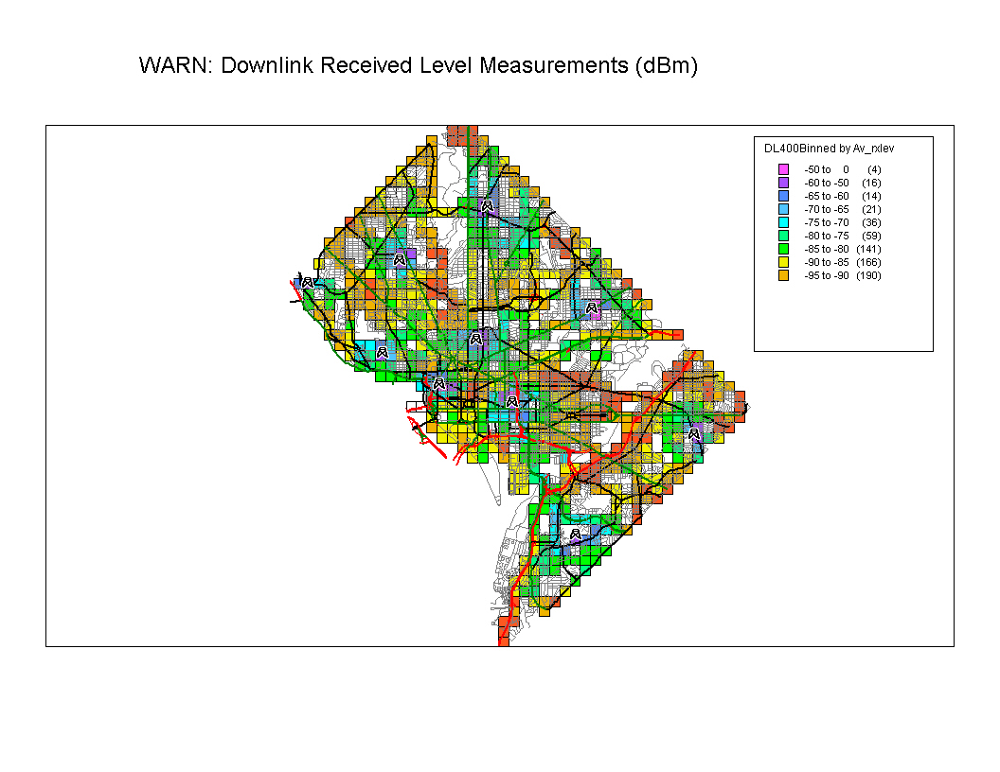 WARN: Downlink Received Level Measurements (dBm)
DL400Binned by Av_rxlev
-50 to 0 (4)
-60 to -50 (16)
-65 to -60 (14)
-70 to -65 (21)
-75 to -70 (36)
-80 to -75 (59)
-85 to -80 (141)
-90 to -85 (166)
-95 to -90 (190)